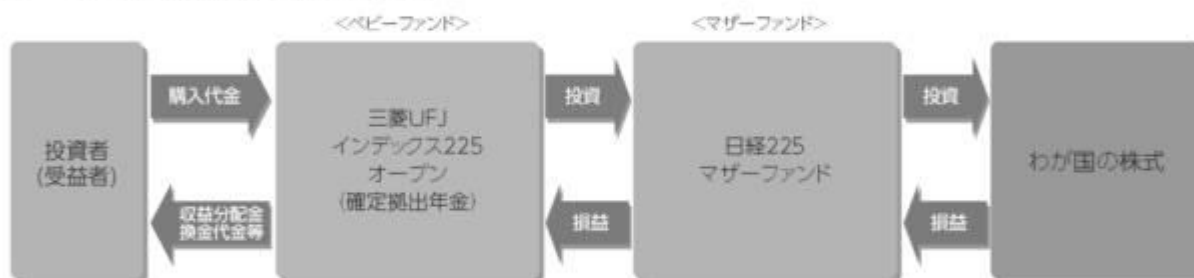 <ベビーファンド>
<マザーファンド>
投資者
(受益者)
購入代金
収益分配金
換金代金等
三菱UFJ
インデックス225
オープン
(確定拠出年金)
投資
損益
日経225
マザーファンド
投資
損益
わが国の株式